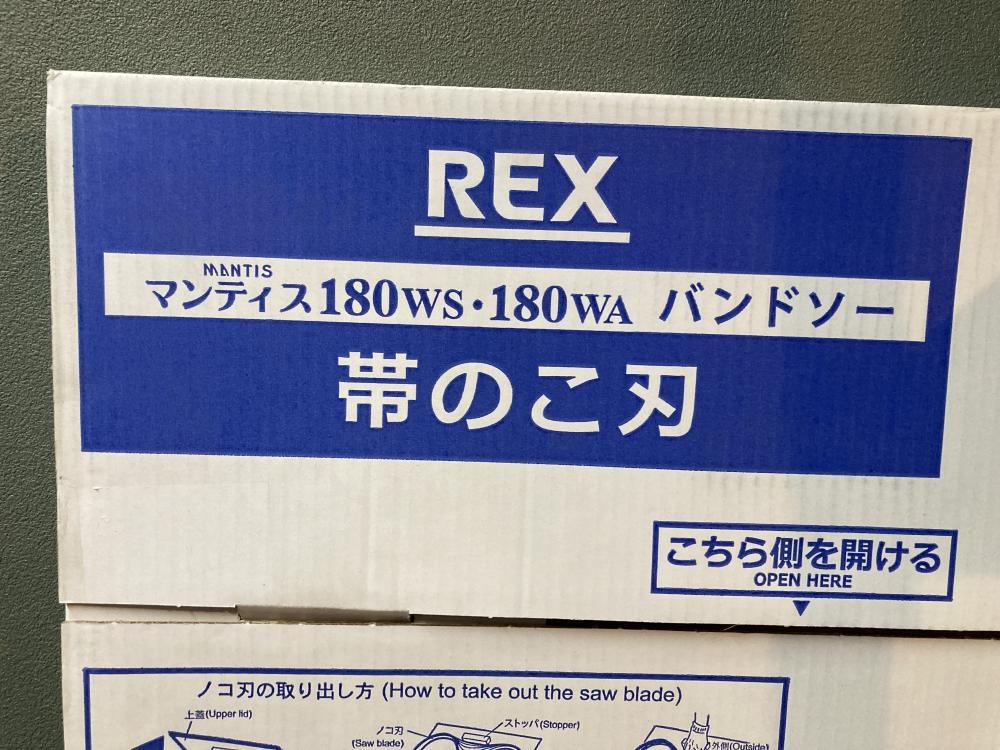 REX
MANTIS
マンティス180WS・180WA バンドソー
帯のこ刃
こちら側を開ける
OPEN HERE
ノコ刃の取り出し方 (How to take out the saw blade)
上蓋(Upper lid)
ノコ刃
(Saw blade)
ストッパ(Stopper)
外側(Outside)